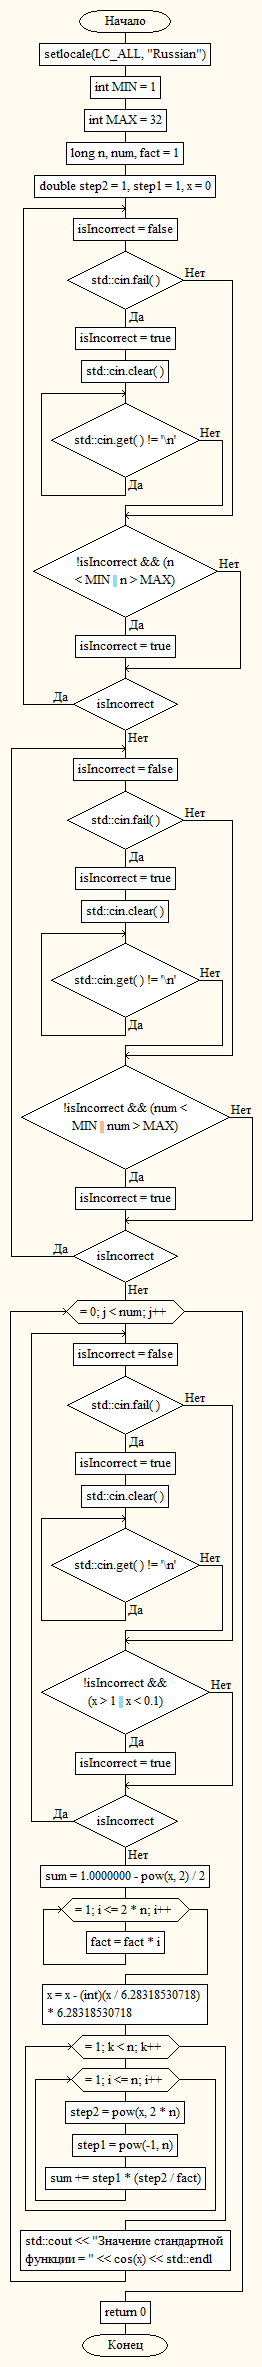 Начало
setlocale(LC_ALL, "Russian")
int MIN = 1
int MAX = 32
long n, num, fact = 1
double step2 = 1, step1 = 1, x = 0
isIncorrect = false
std::cin.fail( )
Нет
Да
isIncorrect = true
std::cin.clear( )
std::cin.get( ) != '\n'
Нет
Да
!isIncorrect && (n
< MIN || n > MAX)
Нет
Да
isIncorrect = true
isIncorrect
Да
Нет
isIncorrect = false
std::cin.fail( )
Нет
Да
isIncorrect = true
std::cin.clear( )
std::cin.get( ) != '\n'
Нет
Да
!isIncorrect && (num <
MIN || num > MAX)
Нет
Да
isIncorrect = true
isIncorrect
Да
Нет
= 0; j < num; j++
isIncorrect = false
std::cin.fail( )
Нет
Да
isIncorrect = true
std::cin.clear( )
std::cin.get( ) != '\n'
Нет
Да
!isIncorrect &&
(x > 1 || x < 0.1)
Нет
Да
isIncorrect = true
isIncorrect
Да
Нет
sum = 1.0000000 - pow(x, 2) / 2
= 1; i <= 2 * n; i++
fact = fact * i
x = x - (int)(x / 6.28318530718)
* 6.28318530718
= 1; k < n; k++
= 1; i <= n; i++
step2 = pow(x, 2 * n)
step1 = pow(-1, n)
sum += step1 * (step2 / fact)
std::cout << "Значение стандартной
функции = " << cos(x) << std::endl
return 0
Конец